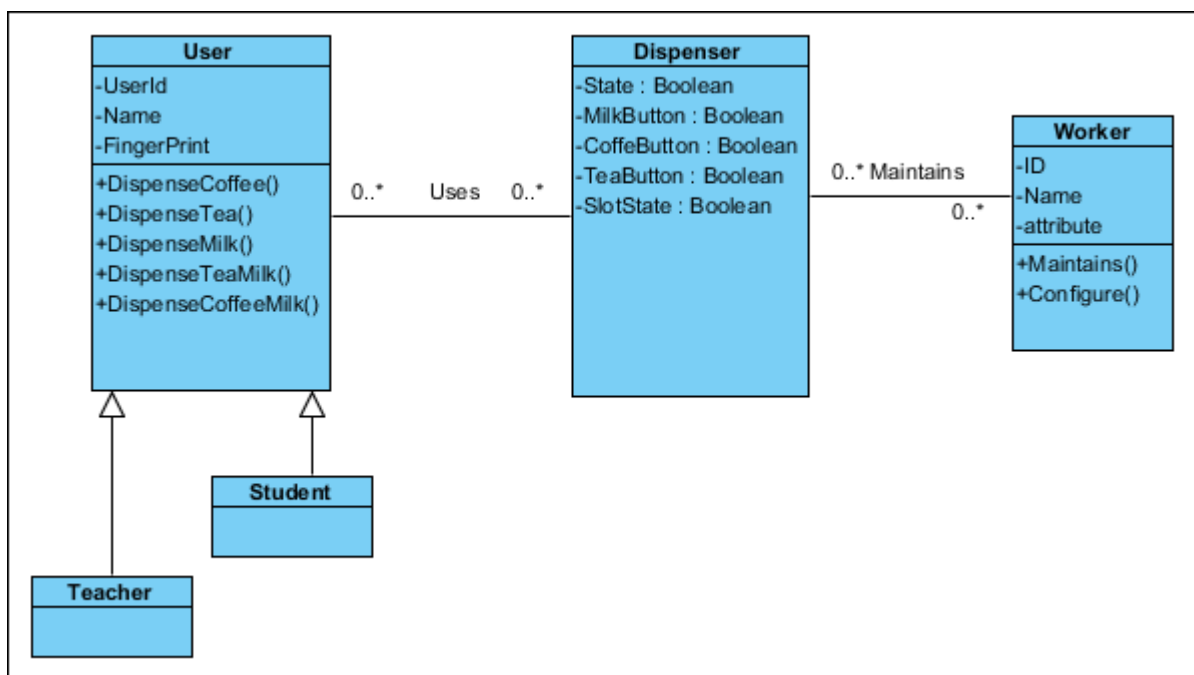 User
-UserId
-Name
-FingerPrint
+DispenseCoffee()
+DispenseTea()
+DispenseMilk()
+DispenseTeaMilk()
+DispenseCoffeeMilk()
0..* Uses 0..*
Dispenser
-State : Boolean
-MilkButton : Boolean
-CoffeButton : Boolean
-TeaButton : Boolean
-SlotState : Boolean
0..* Maintains
0..*
Worker
-ID
-Name
-attribute
+Maintains()
+Configure()
Student
Teacher